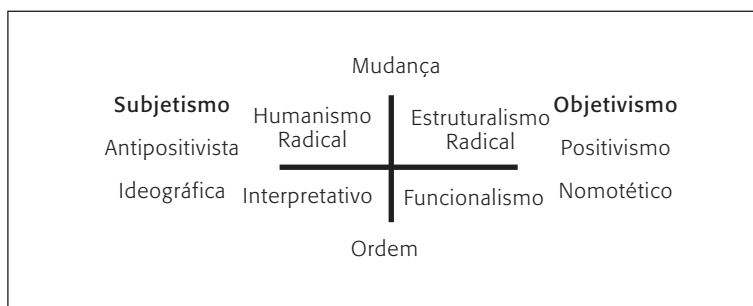 Mudança
Subjetismo
Antipositivista
Ideográfica
Humanismo
Radical
Estruturalismo
Radical
Interpretativo
Funcionalismo
Objetivismo
Positivismo
Nomotético
Ordem